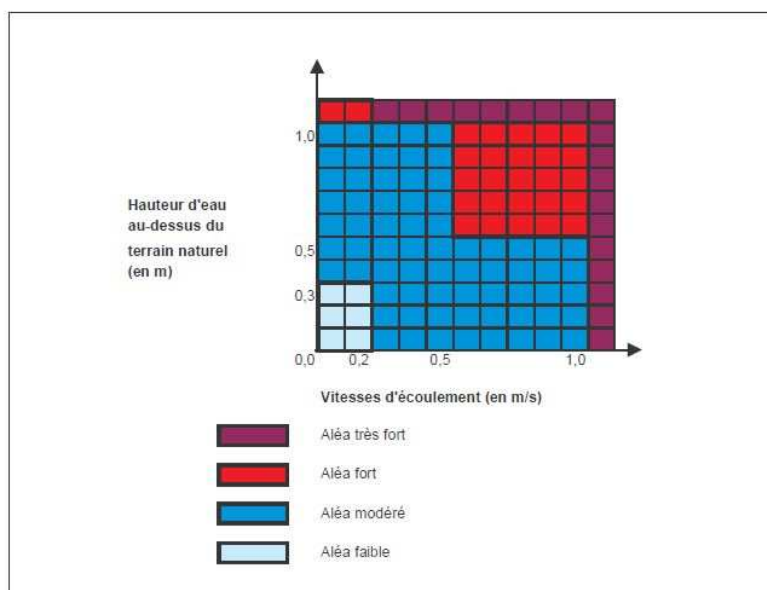 1,0
Hauteur d'eau
au-dessus du
terrain naturel
(en m)
0,5
0,3
0,0 0,2 0,5 1,0
Vitesses d'écoulement (en m/s)
Aléa très fort
Aléa fort
Aléa modéré
Aléa faible